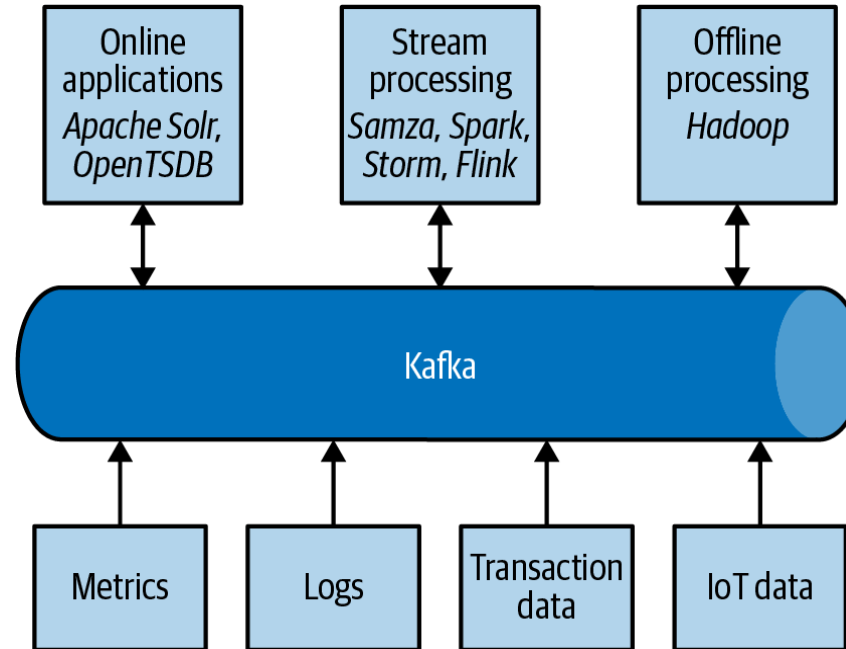 Online
applications
Apache Solr,
OpenTSDB
Stream
processing
Samza, Spark,
Storm, Flink
Offline
processing
Hadoop
Kafka
Metrics
Logs
Transaction
data
IoT data